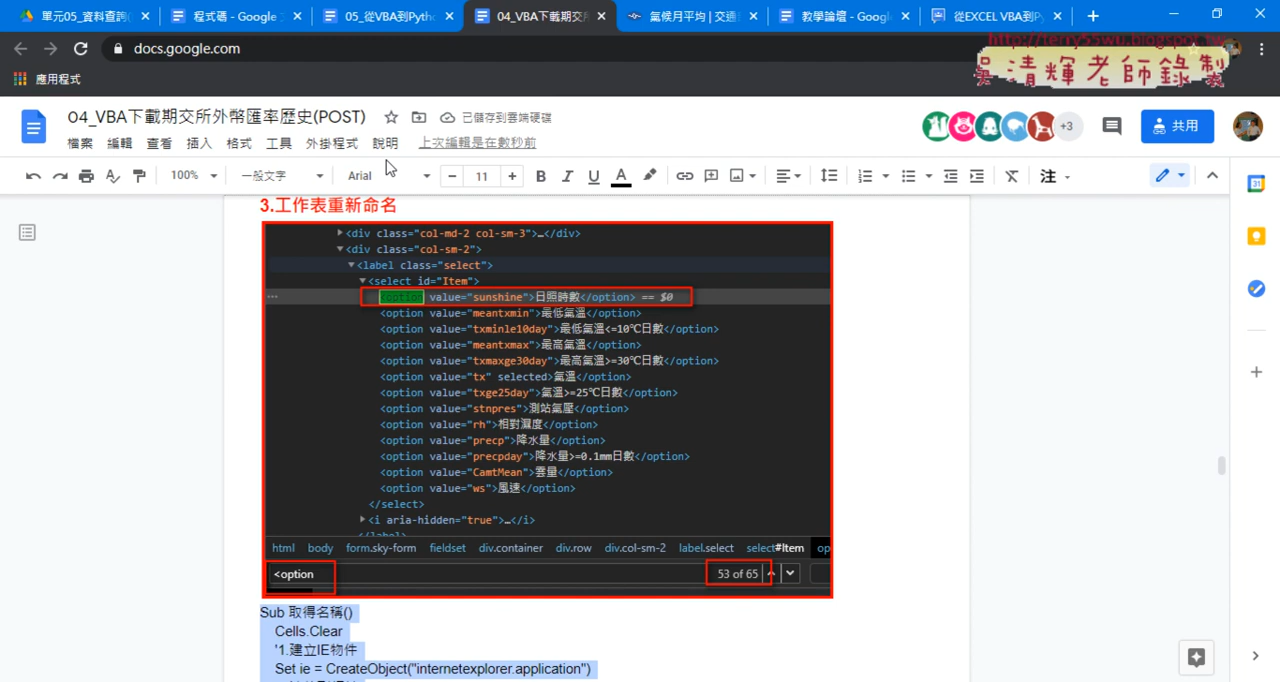 單元05_資料查詢(
程式碼 - Google
05_從VBA到Pytho
04_VBA下載期交所
氣候月平均 | 交通
教學論壇 - Googl
從EXCEL VBA到Py
docs.google.com
http://terry55wu.blogspot.tw
吳清輝老師錄製
應用程式
04_VBA下載期交所外幣匯率歷史(POST)
已儲存到雲端硬碟
+3
共用
檔案 編輯 查看 插入 格式 工具 外掛程式 說明 上次編輯是在數秒前
100% 一般文字 Arial 11 注
3.工作表重新命名
<div class="col-md-2 col-sm-3">…</div>
<div class="col-sm-2">
<label class="select">
<select id="Item">
<option value="sunshine">日照時數</option> == $0
<option value="meantxmin">最低氣溫</option>
<option value="txminle10day">最低氣溫<=10℃日數</option>
<option value="meantxmax">最高氣溫</option>
<option value="txmaxge30day">最高氣溫>=30℃日數</option>
<option value="tx" selected>氣溫</option>
<option value="txge25day">氣溫>=25℃日數</option>
<option value="stnpres">測站氣壓</option>
<option value="rh">相對濕度</option>
<option value="precp">降水量</option>
<option value="precpday">降水量>=0.1mm日數</option>
<option value="CamtMean">雲量</option>
<option value="ws">風速</option>
</select>
<i aria-hidden="true">…</i>
</label>
html body form.sky-form fieldset div.container div.row div.col-sm-2 label.select select#Item op
<option 53 of 65
Sub 取得名稱()
Cells.Clear
'1.建立IE物件
Set ie = CreateObject("internetexplorer.application")